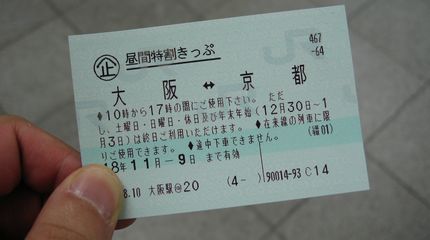 企 昼間特割きっぷ 467
-64
大阪 ↔ 京都
♦10時から17時の間にご使用下さい。ただ
し、土曜日・日曜日・休日及び年末年始(12月30日~1
月3日)は終日ご利用いただけます。♦在来線の列車に限
りご使用できます。♦途中下車できません。(福01)
18年11月-9日 まで有効
8.10 大阪駅 20 (4-) 90014-93 C14